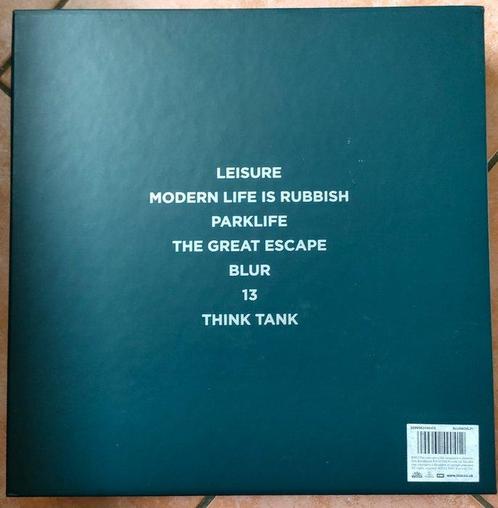 LEISURE
MODERN LIFE IS RUBBISH
PARKLIFE
THE GREAT ESCAPE
BLUR
13
THINK TANK